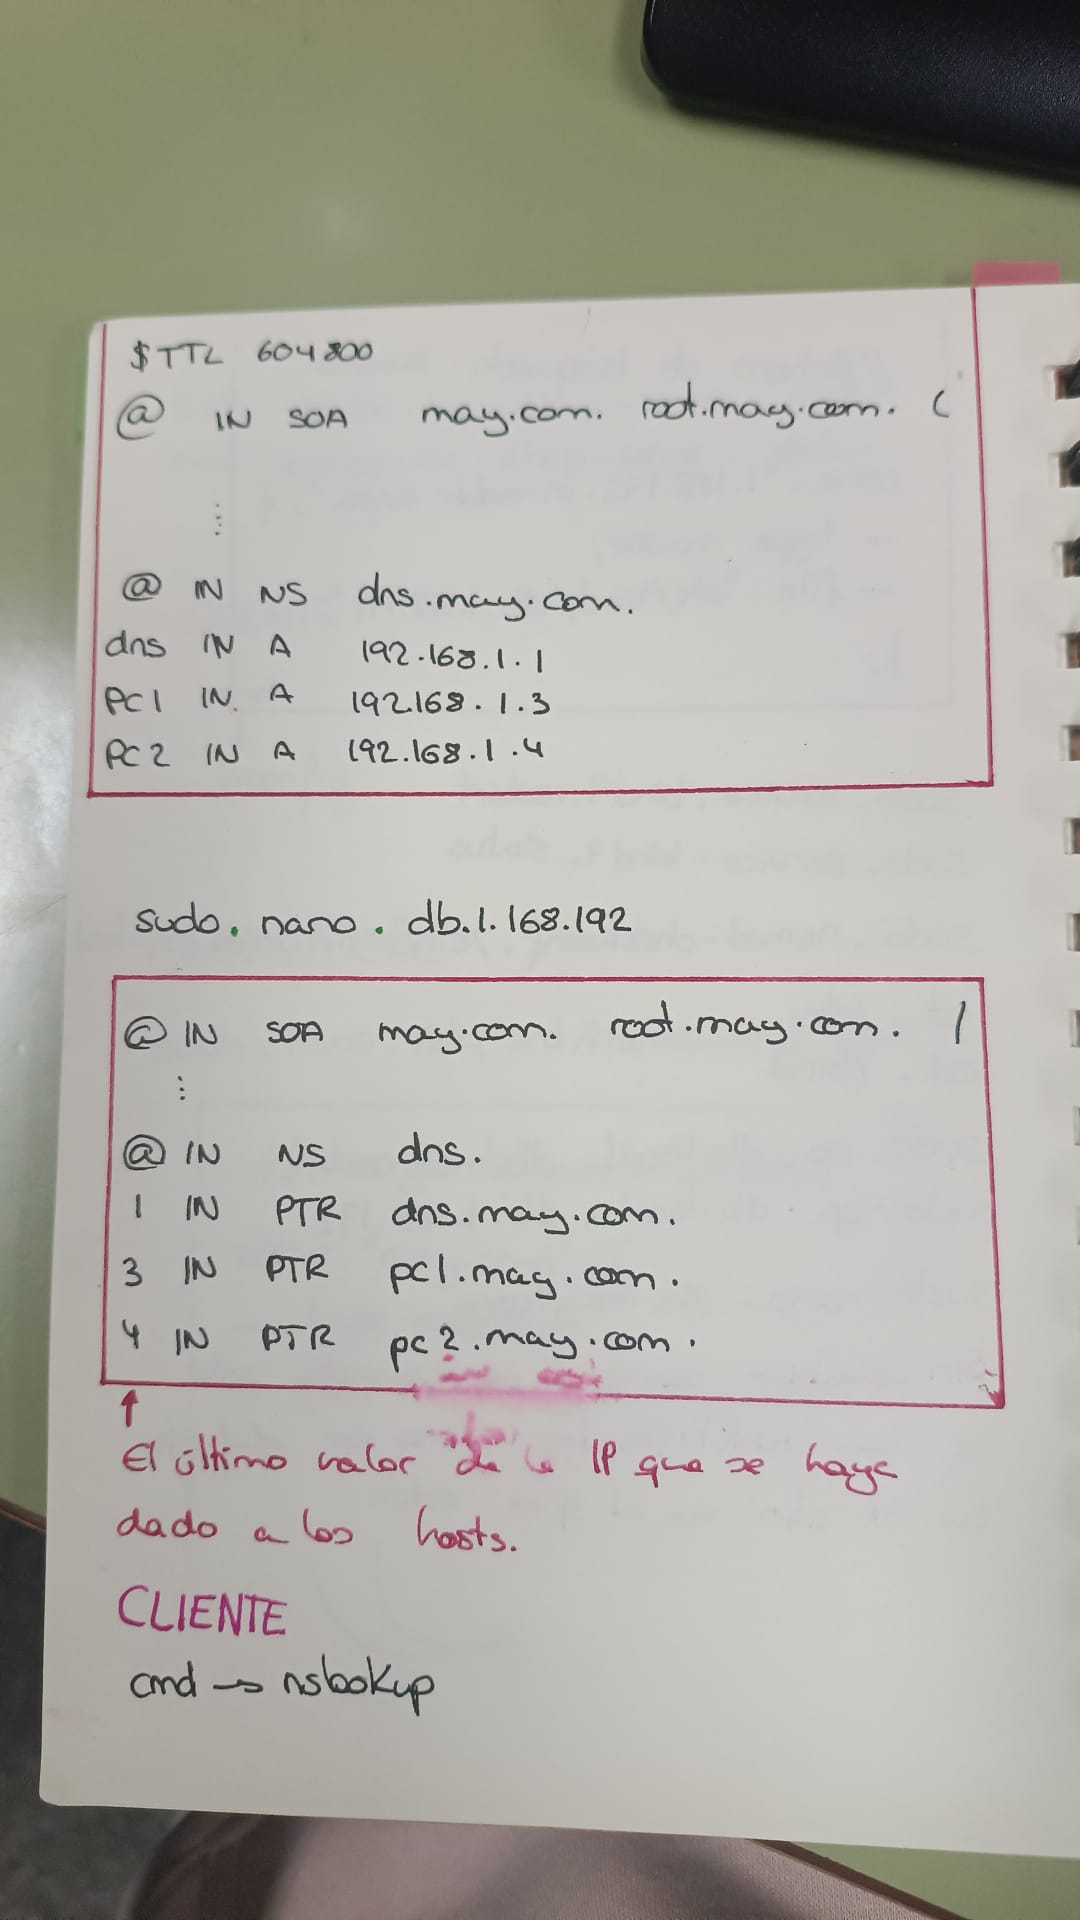 $TTL 604800
@ IN SOA may.com. root.may.com. (
⋮
@ IN NS dns.may.com.
dns IN A 192.168.1.1
PC1 IN. A 192168.1.3
PC2 IN A 192.168.1.4
sudo. nano. db.1.168.192
@ IN SOA may.com. root.may.com. (
⋮
@ IN NS dns.
1 IN PTR dns.may.com.
3 IN PTR pc1.may.com.
4 IN PTR pc2.may.com.
↑
El último valor de la IP que se haya
dado a los hosts.
CLIENTE
cmd → nslookup